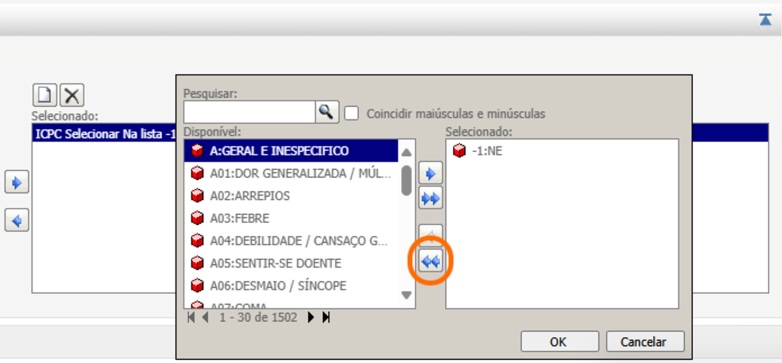 Selecionado:
ICPC Selecionar Na lista -1
Pesquisar:
Coincidir maiúsculas e minúsculas
Disponível:
A:GERAL E INESPECIFICO
A01:DOR GENERALIZADA / MÚL...
A02:ARREPIOS
A03:FEBRE
A04:DEBILIDADE / CANSAÇO G...
A05:SENTIR-SE DOENTE
A06:DESMAIO / SÍNCOPE
A07:COMA
1 - 30 de 1502
Selecionado:
-1:NE
OK
Cancelar